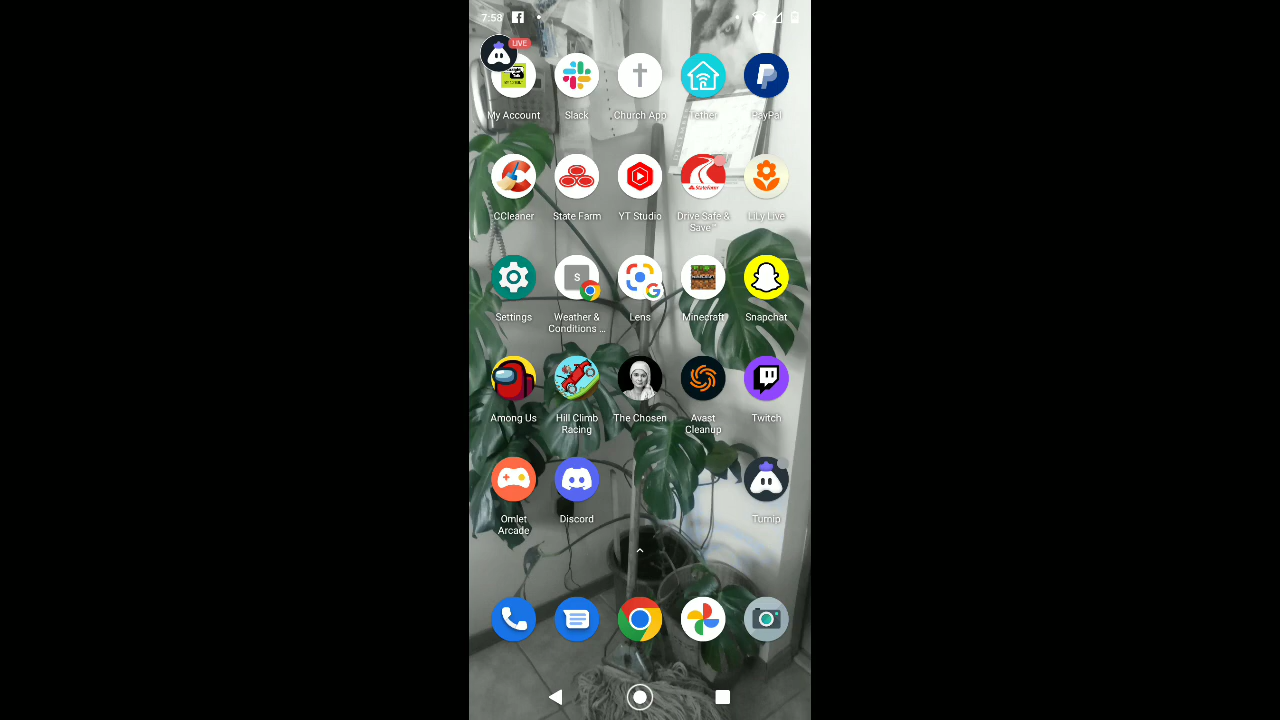 7:58
LIVE
My Account
Slack
Church App
Tether
PayPal
CCleaner
State Farm
YT Studio
Drive Safe &
Save™
LiLy Live
Settings
S
Weather &
Conditions ...
Lens
Minecraft
Snapchat
Among Us
Hill Climb
Racing
The Chosen
Avast
Cleanup
Twitch
Omlet
Arcade
Discord
Turnip